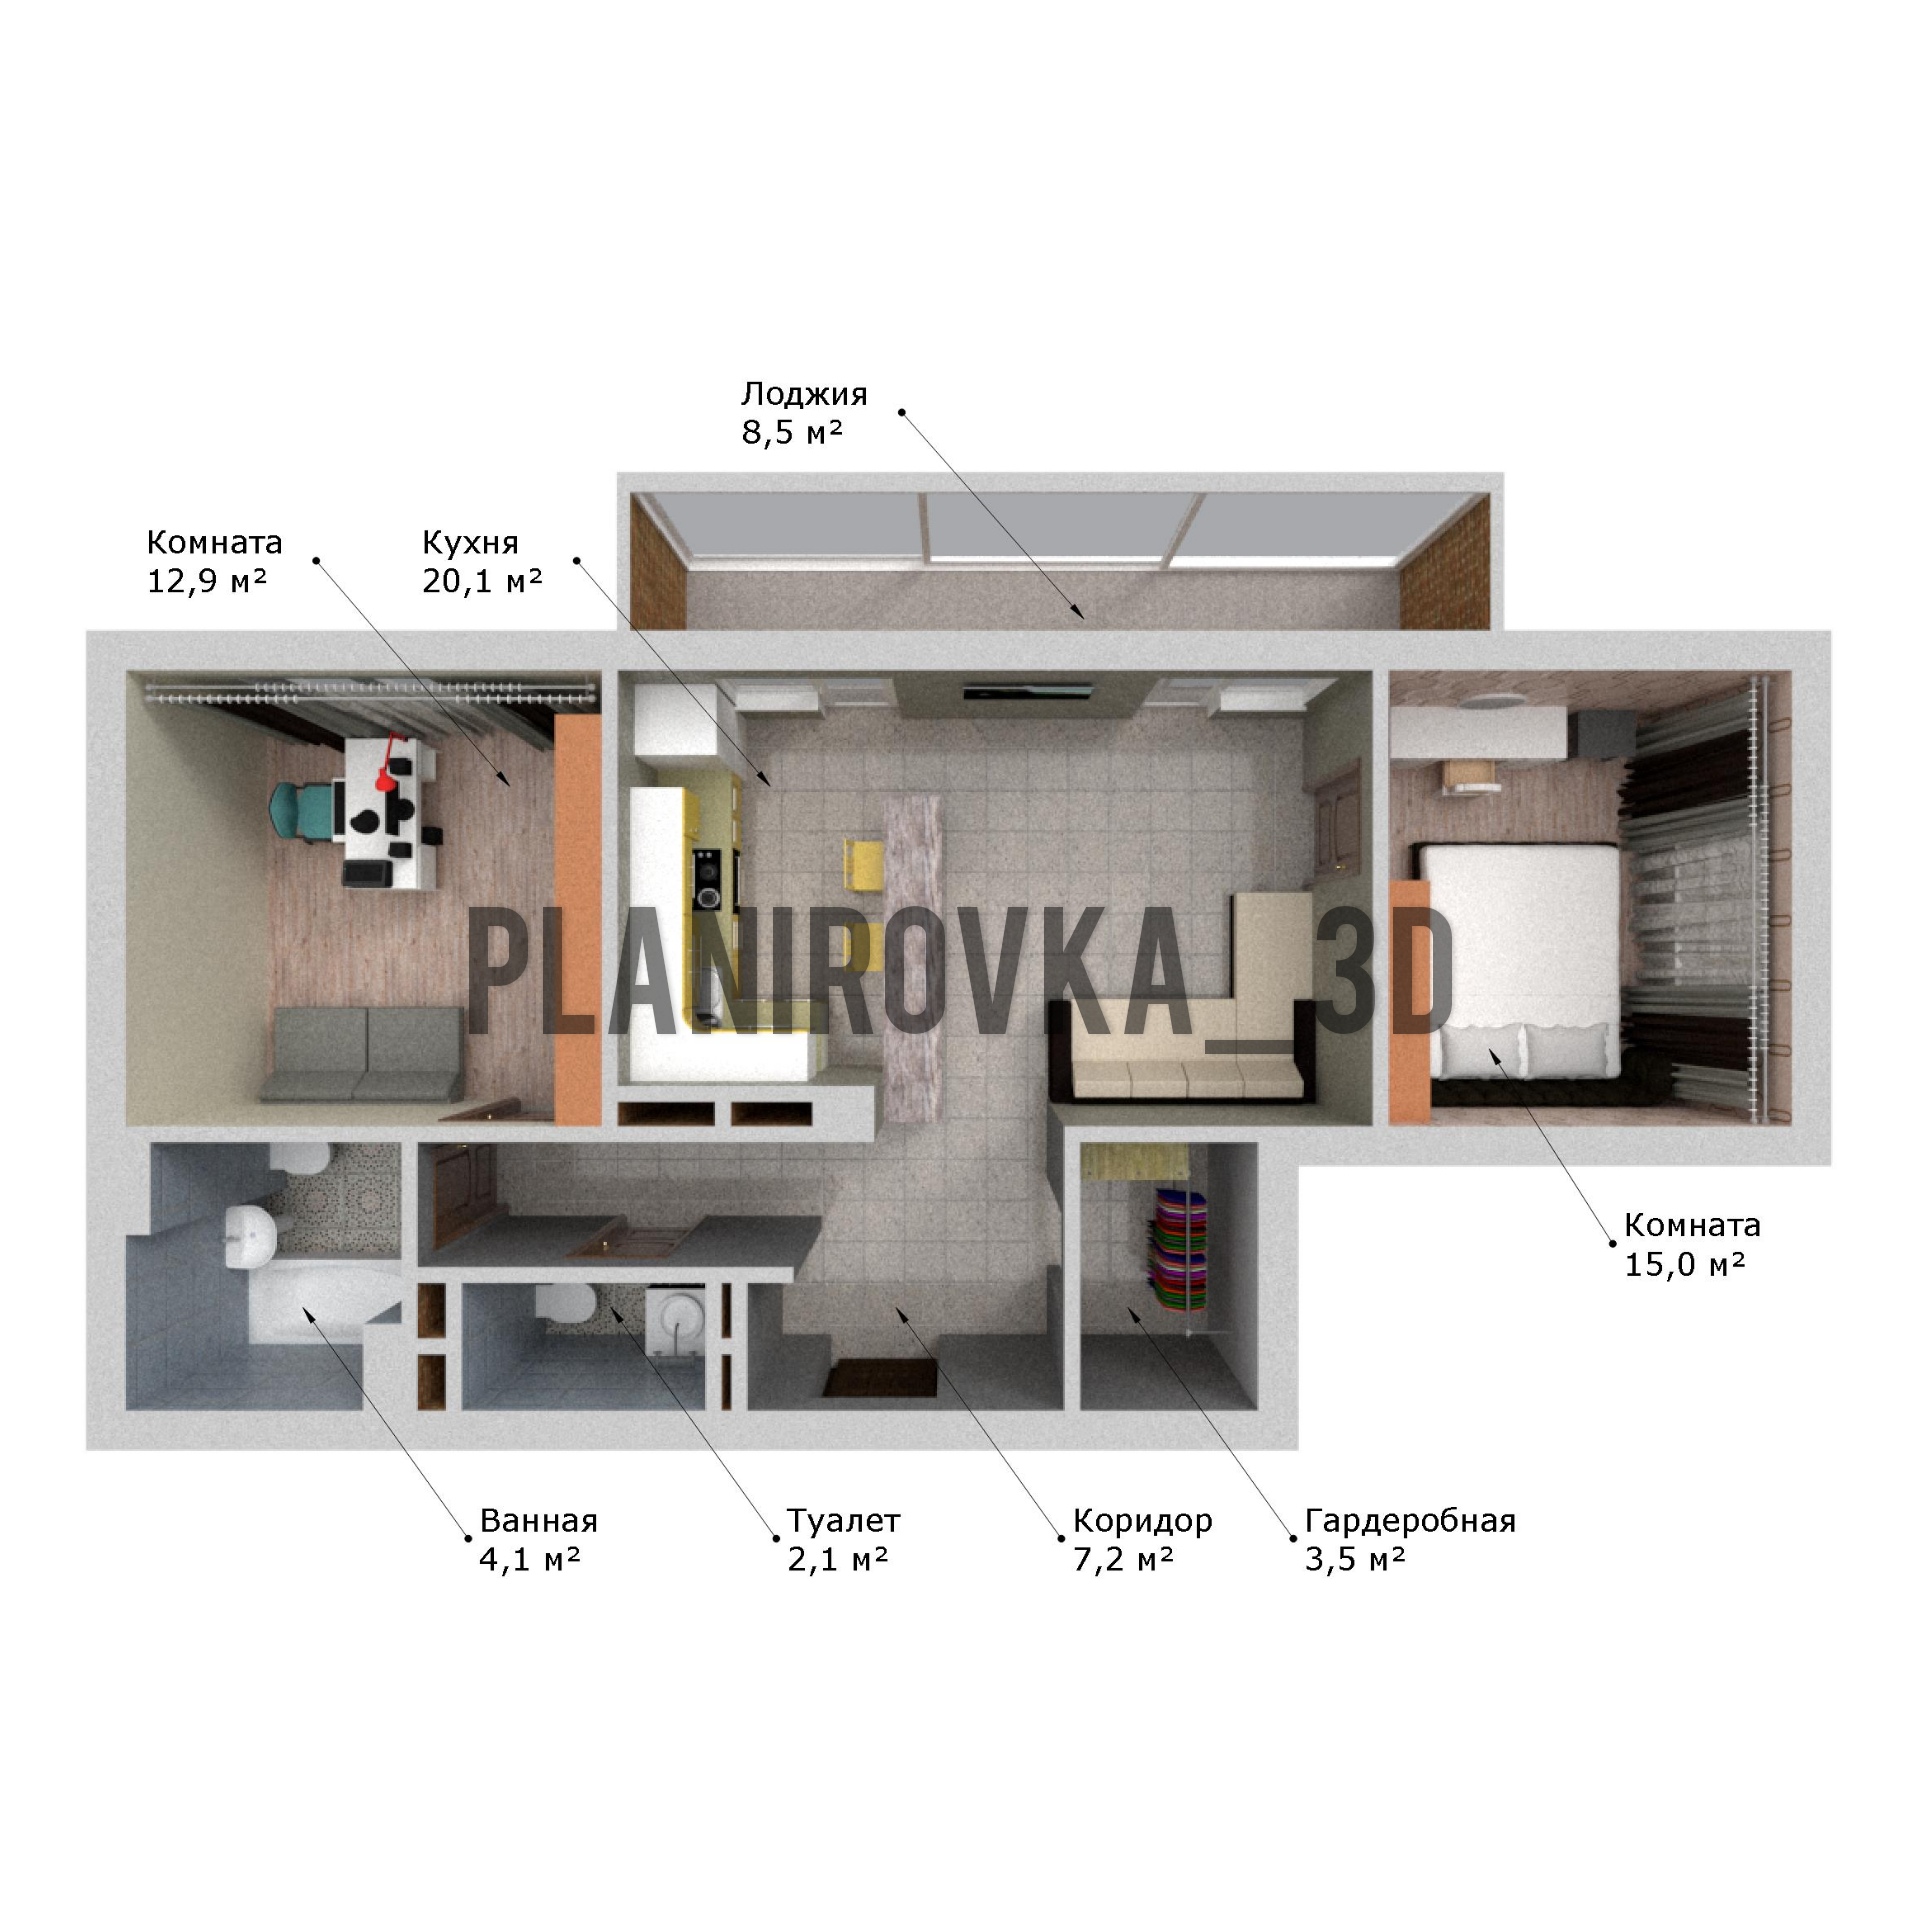 Лоджия
8,5 м²
Комната
12,9 м²
Кухня
20,1 м²
PLANIROVKA_3D
Комната
15,0 м²
Ванная
4,1 м²
Туалет
2,1 м²
Коридор
7,2 м²
Гардеробная
3,5 м²